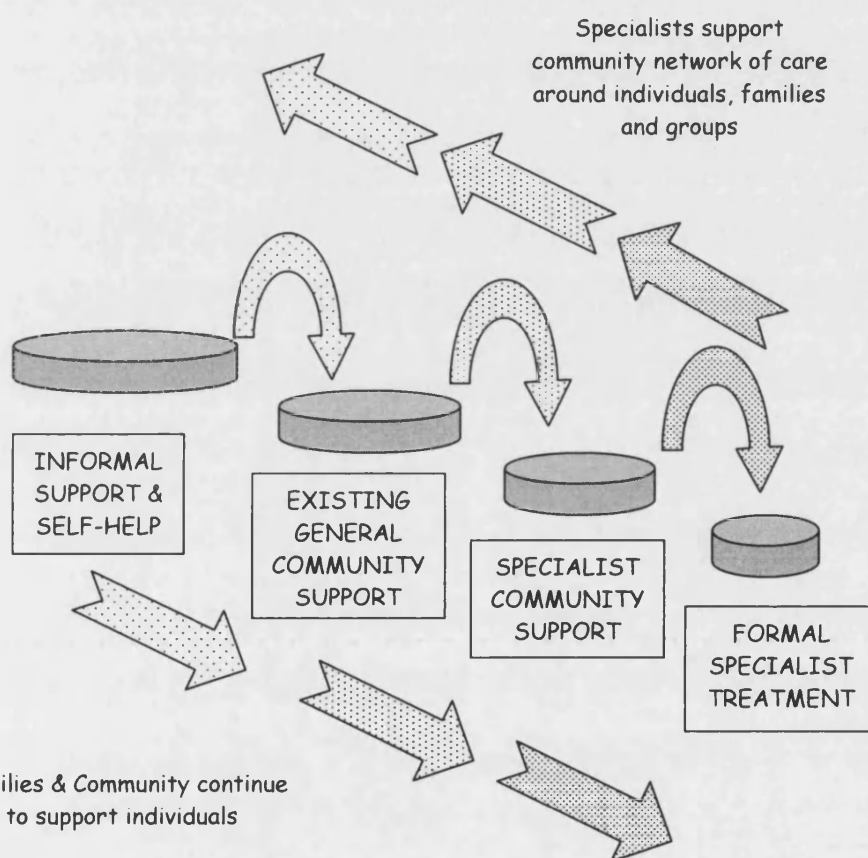 Specialists support
community network of care
around individuals, families
and groups
INFORMAL
SUPPORT &
SELF-HELP
EXISTING
GENERAL
COMMUNITY
SUPPORT
SPECIALIST
COMMUNITY
SUPPORT
FORMAL
SPECIALIST
TREATMENT
ilies & Community continue
to support individuals